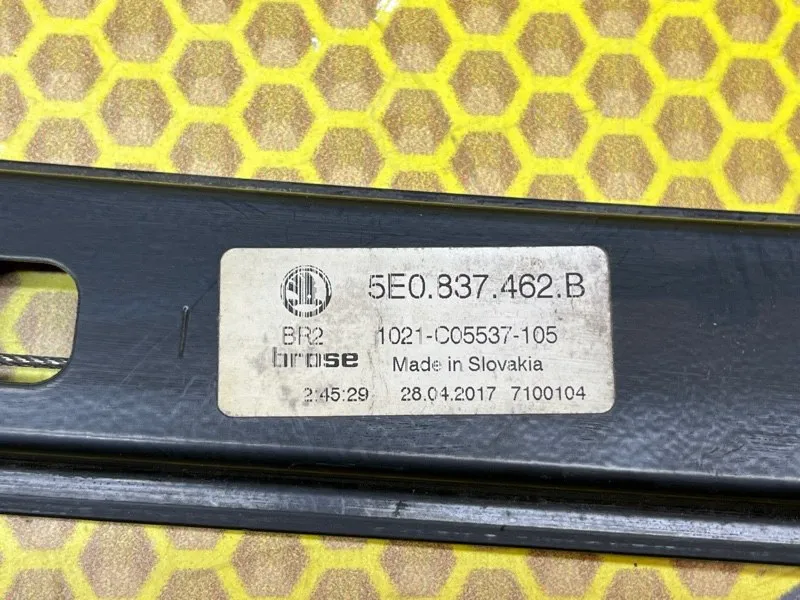 5E0.837.462.B
BR2 1021-C05537-105
brose Made in Slovakia
2:45:29 28.04.2017 7100104